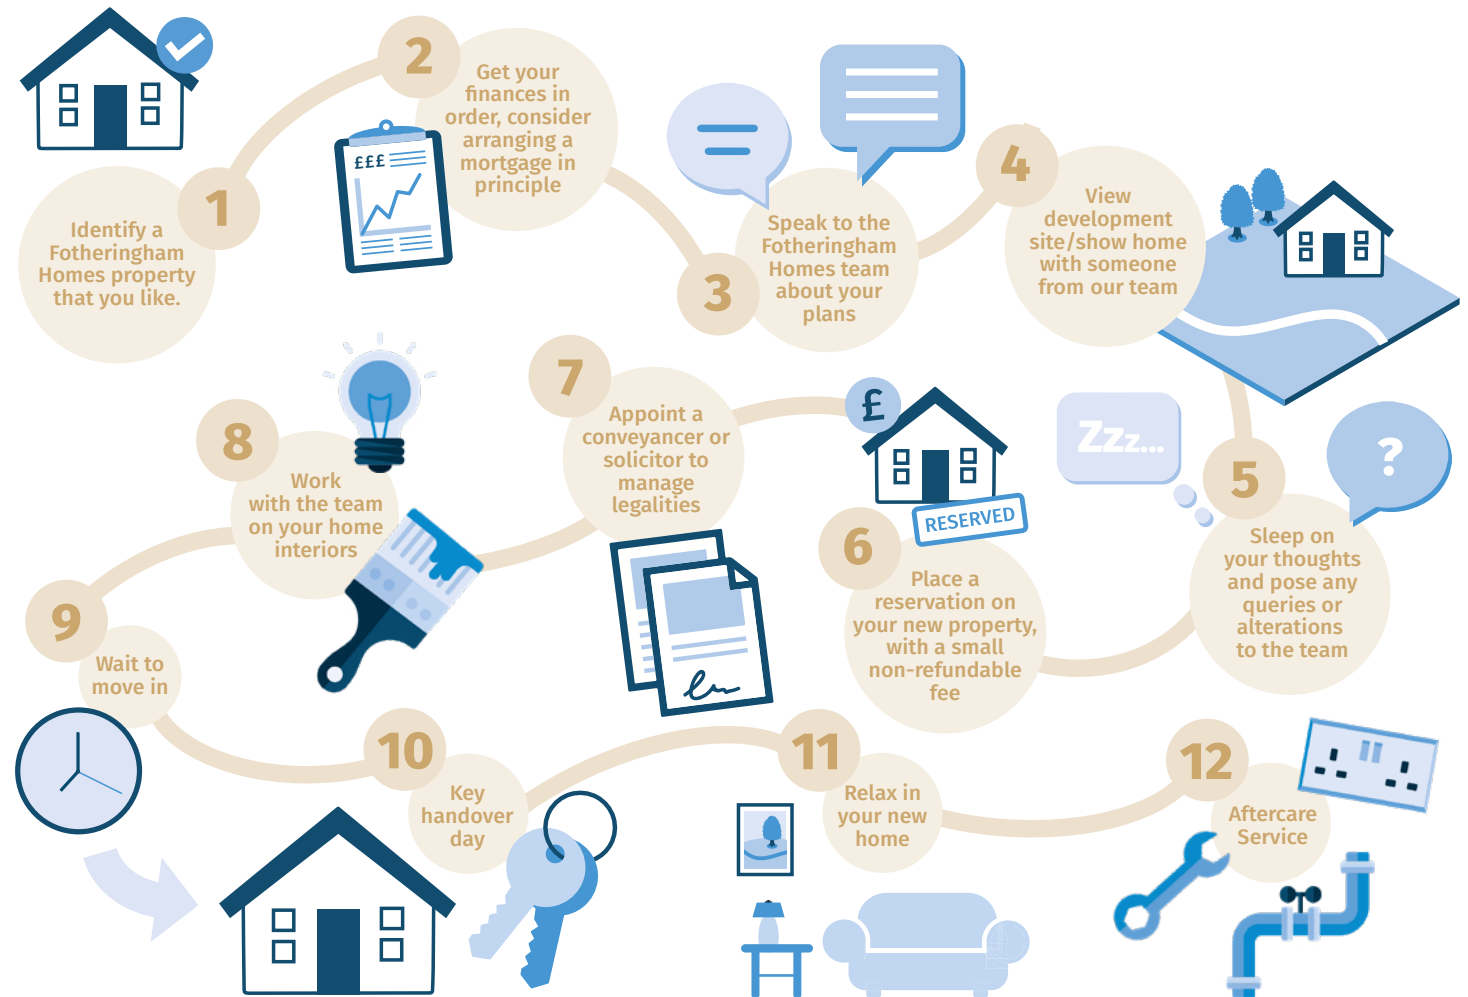 1
Identify a
Fotheringham
Homes property
that you like.
2
Get your
finances in
order, consider
arranging a
mortgage in
principle
£££
3
Speak to the
Fotheringham
Homes team
about your
plans
4
View
development
site/show home
with someone
from our team
5
Sleep on
your thoughts
and pose any
queries or
alterations
to the team
Zzz...
?
6
Place a
reservation on
your new property,
with a small
non-refundable
fee
£
RESERVED
7
Appoint a
conveyancer or
solicitor to
manage
legalities
8
Work
with the team
on your home
interiors
9
Wait to
move in
10
Key
handover
day
11
Relax in
your new
home
12
Aftercare
Service